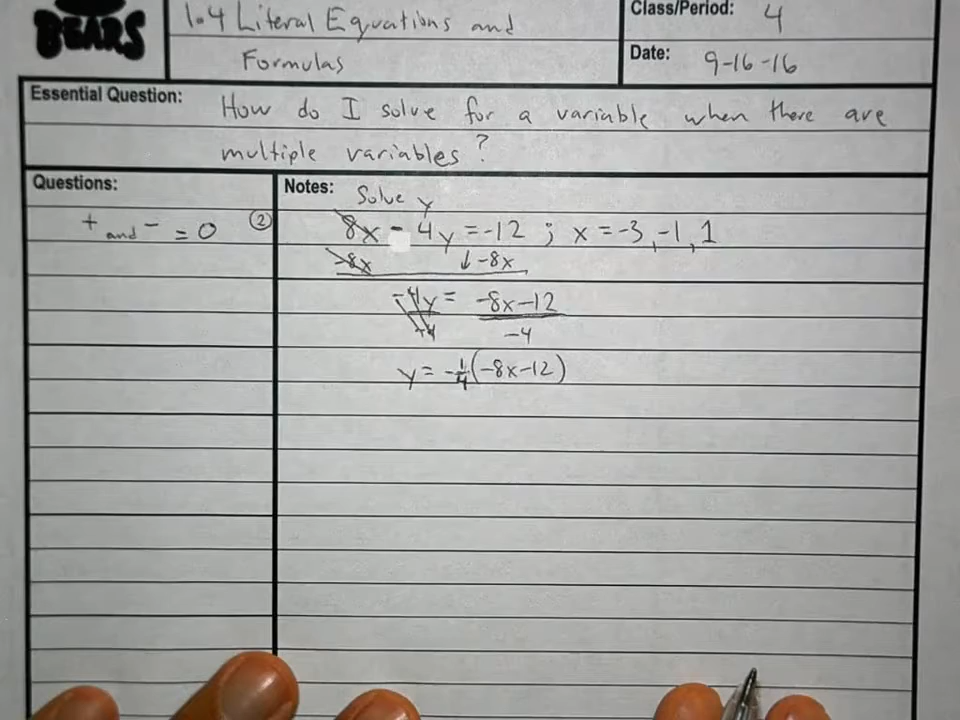 BEARS
1.4 Literal Equations and
Formulas
Class/Period: 4
Date: 9-16-16
Essential Question: How do I solve for a variable when there are
multiple variables?
Questions:
Notes: Solve y
+ and - = 0
② 8x - 4y = -12 ; x = -3, -1, 1
-8x ↓ -8x
-4y = -8x-12
-4 -4
y = -1/4(-8x-12)